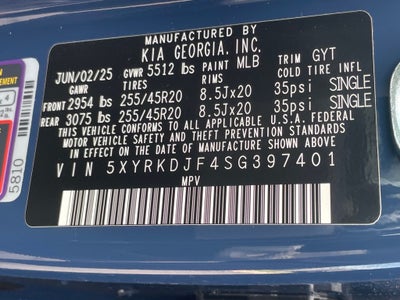 MANUFACTURED BY
KIA GEORGIA, INC.
JUN/02/25 GVWR 5512 lbs PAINT MLB TRIM GYT
GAWR TIRES RIMS COLD TIRE INFL
FRONT 2954 lbs 255/45R20 8.5Jx20 35psi SINGLE
REAR 3075 lbs 255/45R20 8.5Jx20 35psi SINGLE
THIS VEHICLE CONFORMS TO ALL APPLICABLE U.S.A. FEDERAL
MOTOR VEHICLE SAFETY, BUMPER, AND THEFT PREVENTION STANDARDS
IN EFFECT ON THE DATE OF MANUFACTURE SHOWN ABOVE.
VIN 5XYRKDJF4SG397401
MPV
4
5810